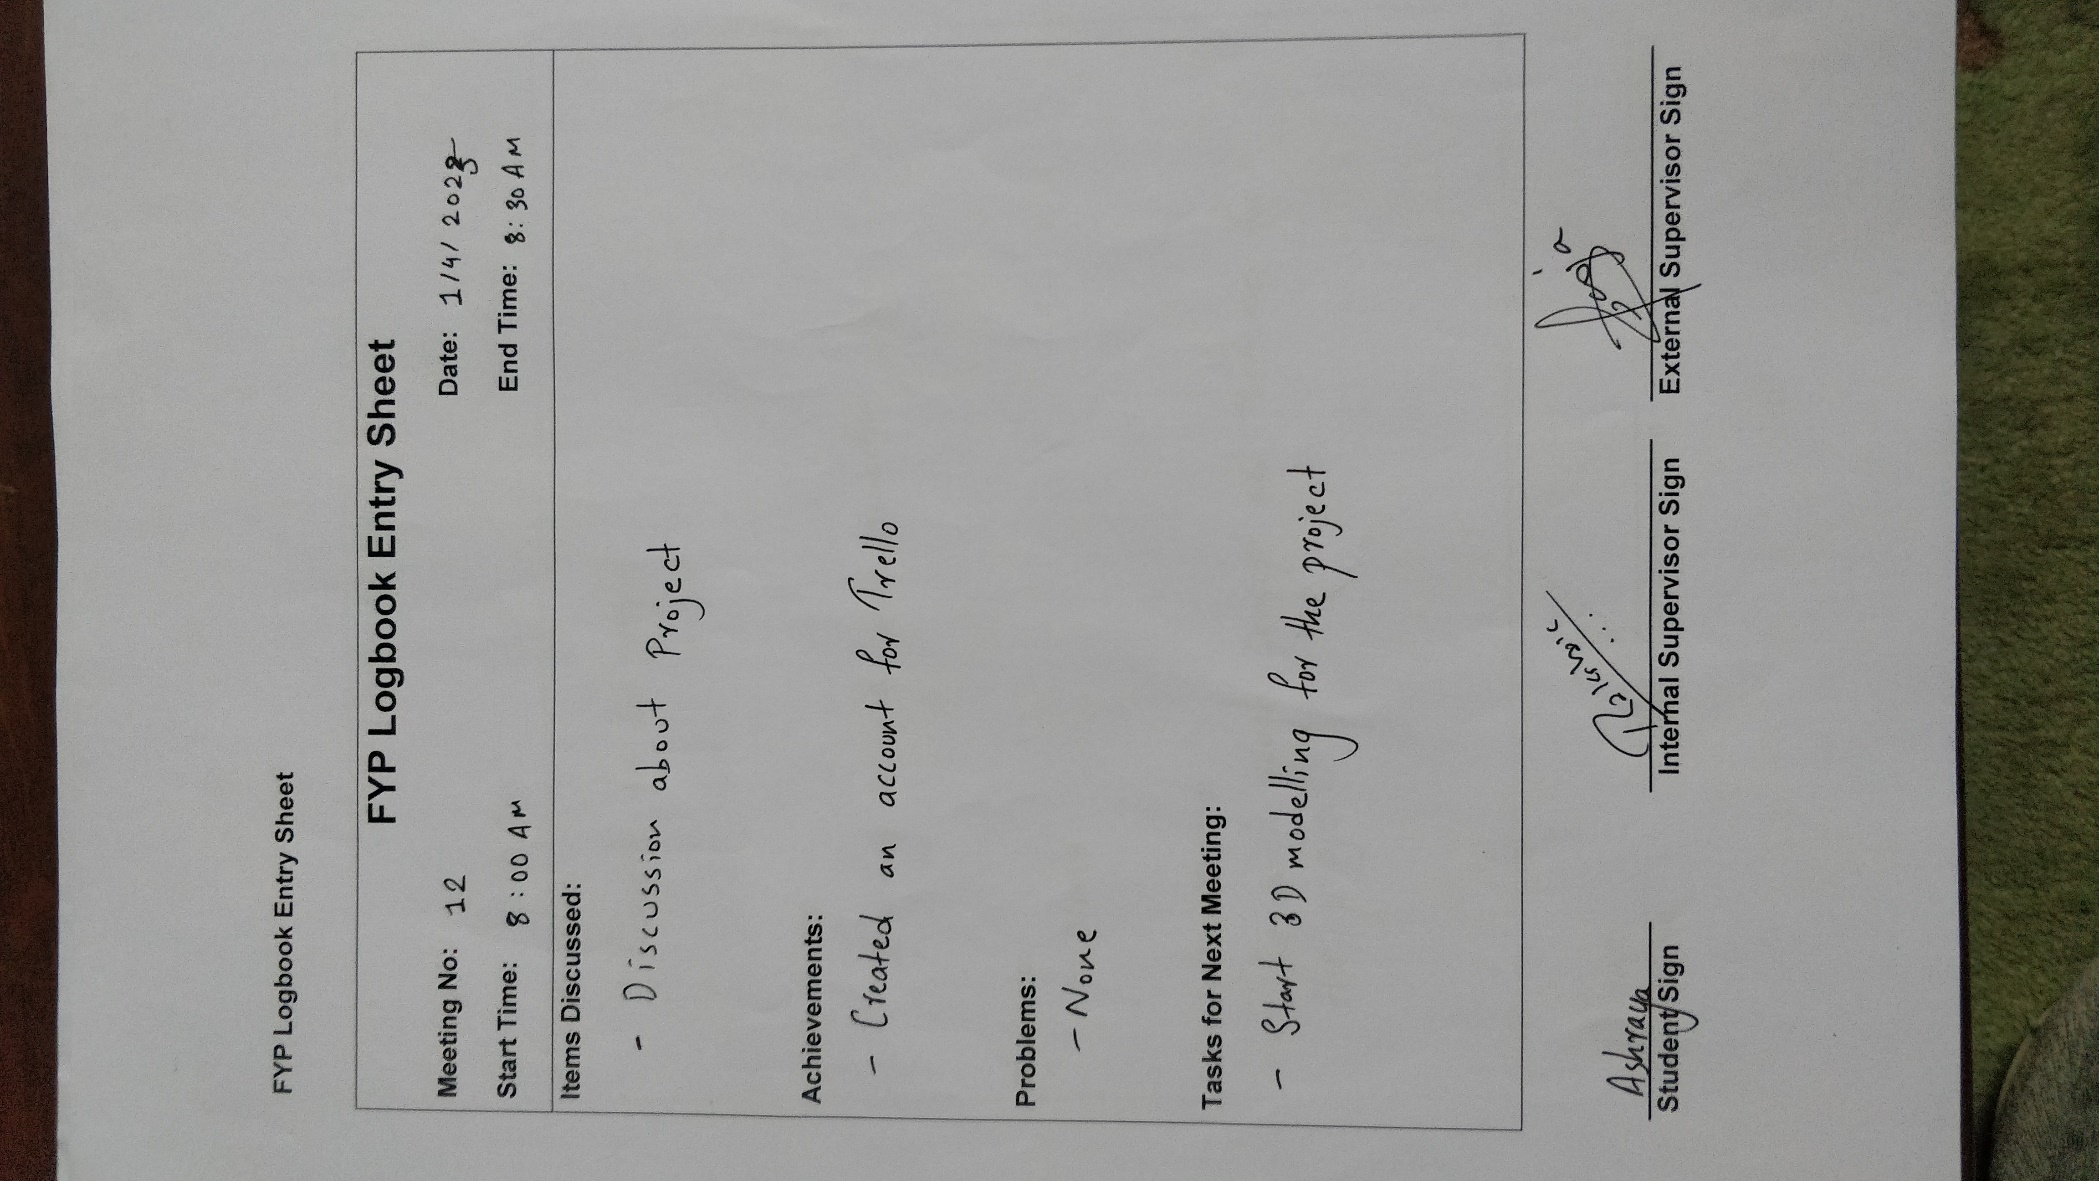 FYP Logbook Entry Sheet
FYP Logbook Entry Sheet
Meeting No: 12 Date: 1/4/2023
Start Time: 8:00 AM End Time: 8:30 AM
Items Discussed:
- Discussion about Project
Achievements:
- Created an account for Trello
Problems:
- None
Tasks for Next Meeting:
- Start 3D modelling for the project
Ashraya
Student Sign Internal Supervisor Sign External Supervisor Sign